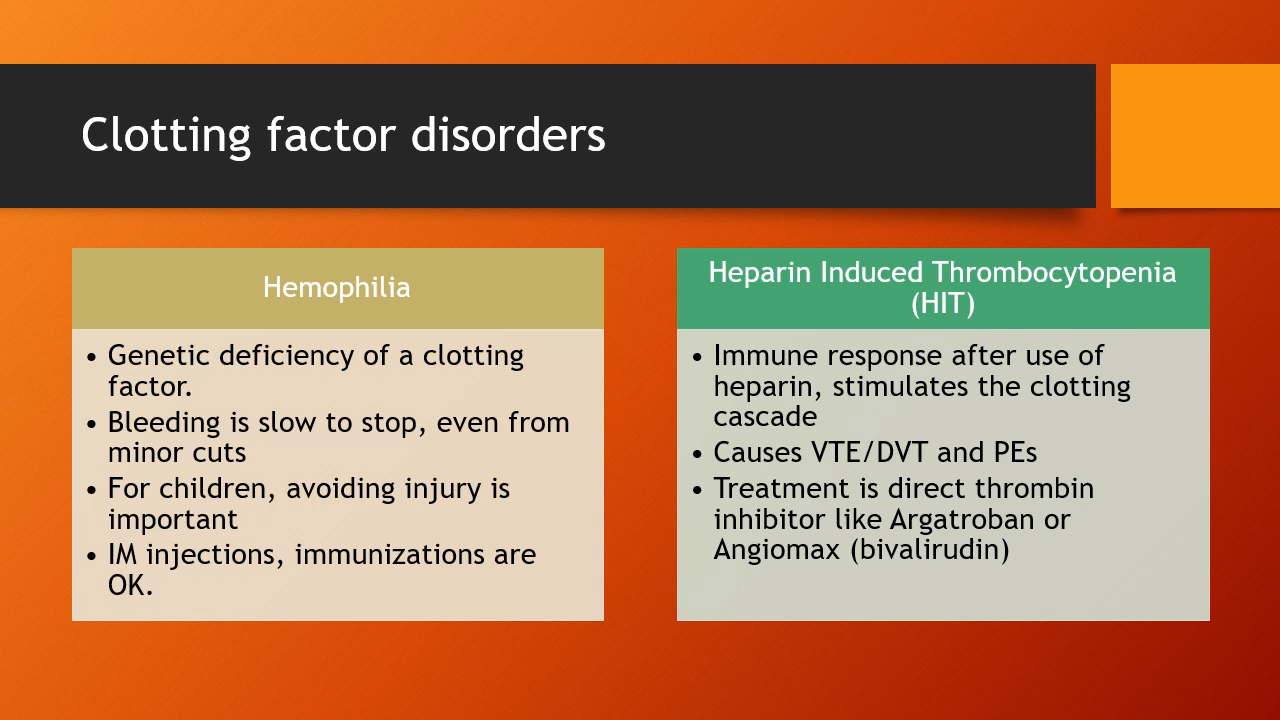 Clotting factor disorders
Hemophilia
• Genetic deficiency of a clotting
factor.
• Bleeding is slow to stop, even from
minor cuts
• For children, avoiding injury is
important
• IM injections, immunizations are
OK.
Heparin Induced Thrombocytopenia
(HIT)
• Immune response after use of
heparin, stimulates the clotting
cascade
• Causes VTE/DVT and PEs
• Treatment is direct thrombin
inhibitor like Argatroban or
Angiomax (bivalirudin)